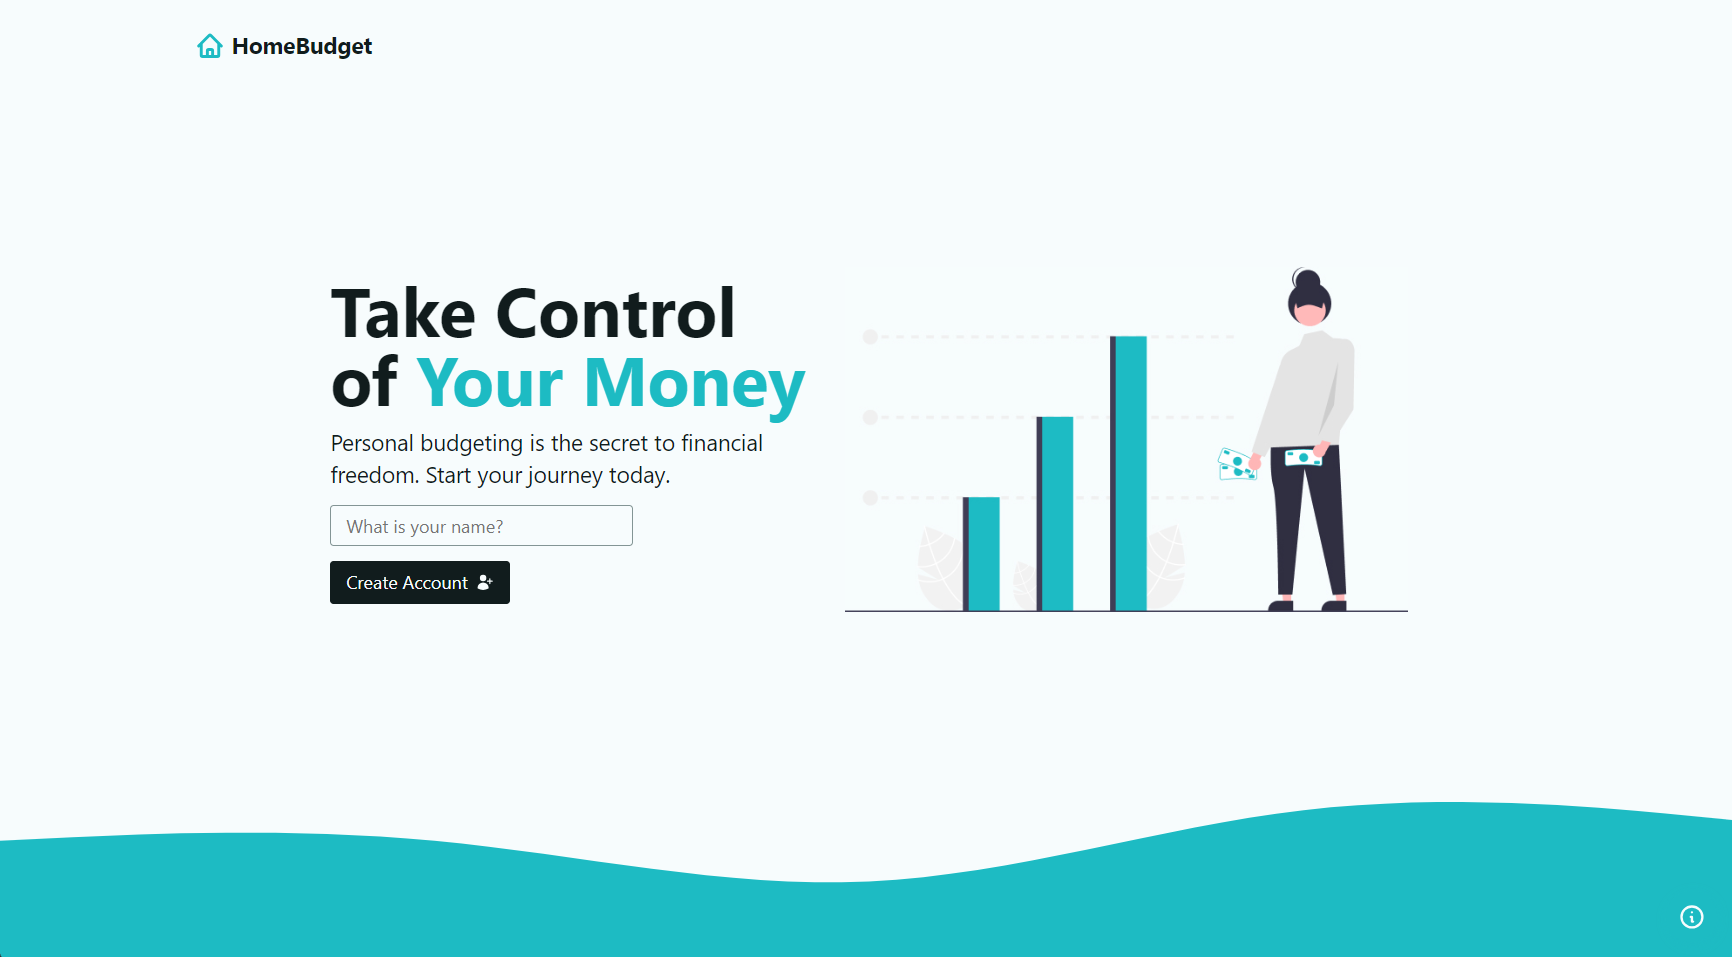 HomeBudget
Take Control
of Your Money
Personal budgeting is the secret to financial
freedom. Start your journey today.
What is your name?
Create Account